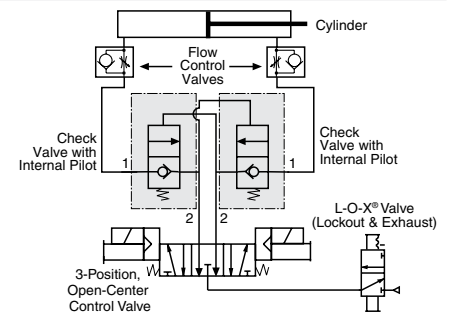 Cylinder
Flow
Control
Valves
Check
Valve with
Internal Pilot
1
1
Check
Valve with
Internal Pilot
2
2
L-O-X® Valve
(Lockout & Exhaust)
3-Position,
Open-Center
Control Valve